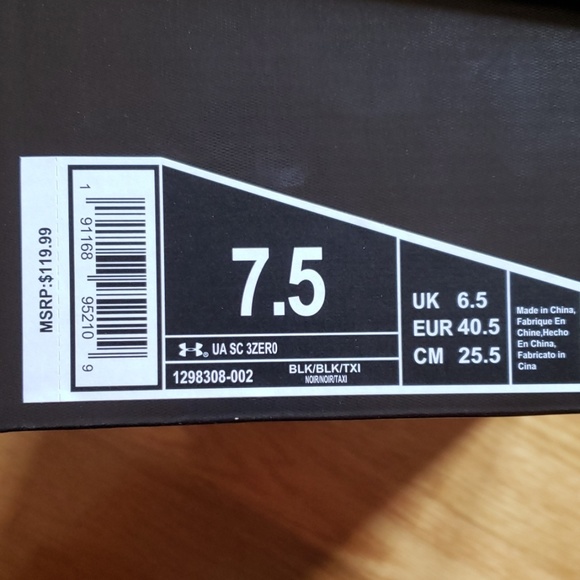 MSRP:$119.99
1 91168 95210 9
7.5
UA SC 3ZER0
1298308-002
BLK/BLK/TXI
NOIR/NOIR/TAXI
UK 6.5
EUR 40.5
CM 25.5
Made in China,
Fabrique En
Chine,Hecho
En China,
Fabricato in
Cina